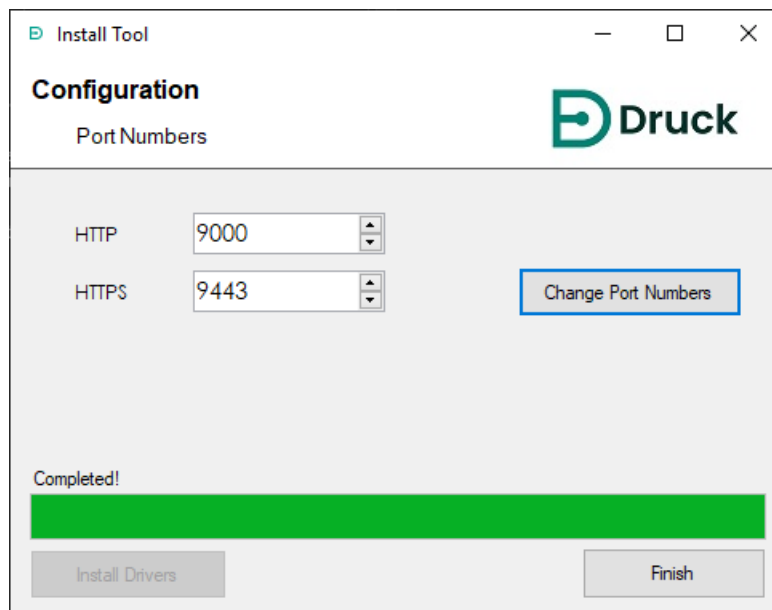 Install Tool
Configuration
Port Numbers
Druck
HTTP 9000
HTTPS 9443 Change Port Numbers
Completed!
Install Drivers Finish